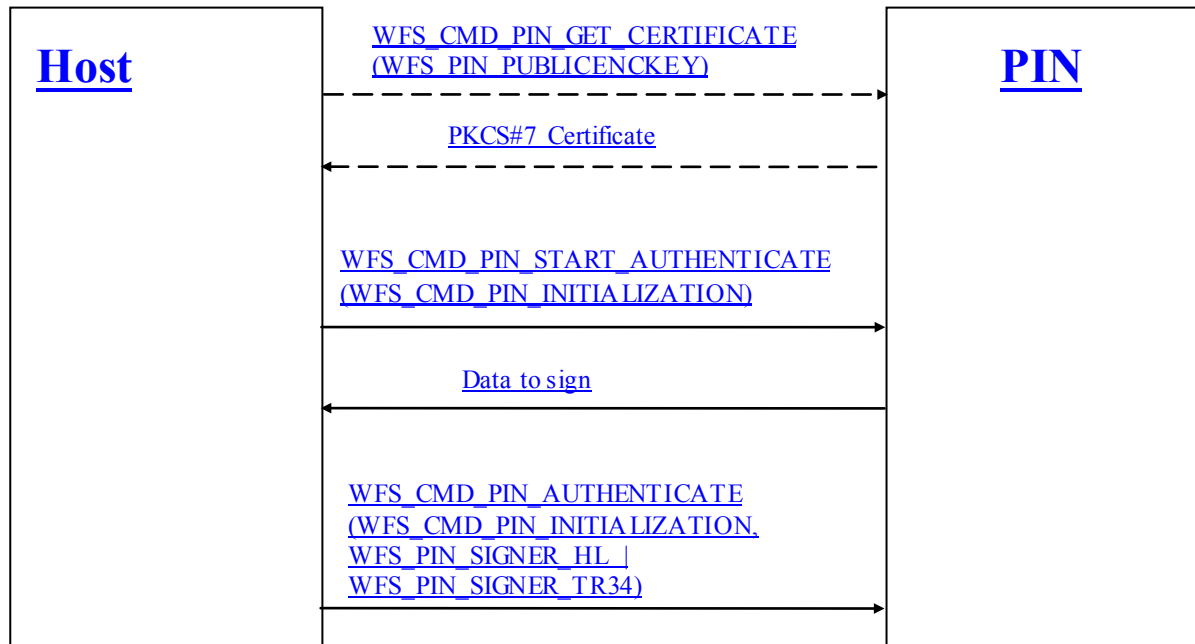 Host
PIN
WFS_CMD_PIN_GET_CERTIFICATE
(WFS_PIN_PUBLICENCKEY)
PKCS#7 Certificate
WFS_CMD_PIN_START_AUTHENTICATE
(WFS_CMD_PIN_INITIALIZATION)
Data to sign
WFS_CMD_PIN_AUTHENTICATE
(WFS_CMD_PIN_INITIALIZATION,
WFS_PIN_SIGNER_HL |
WFS_PIN_SIGNER_TR34)